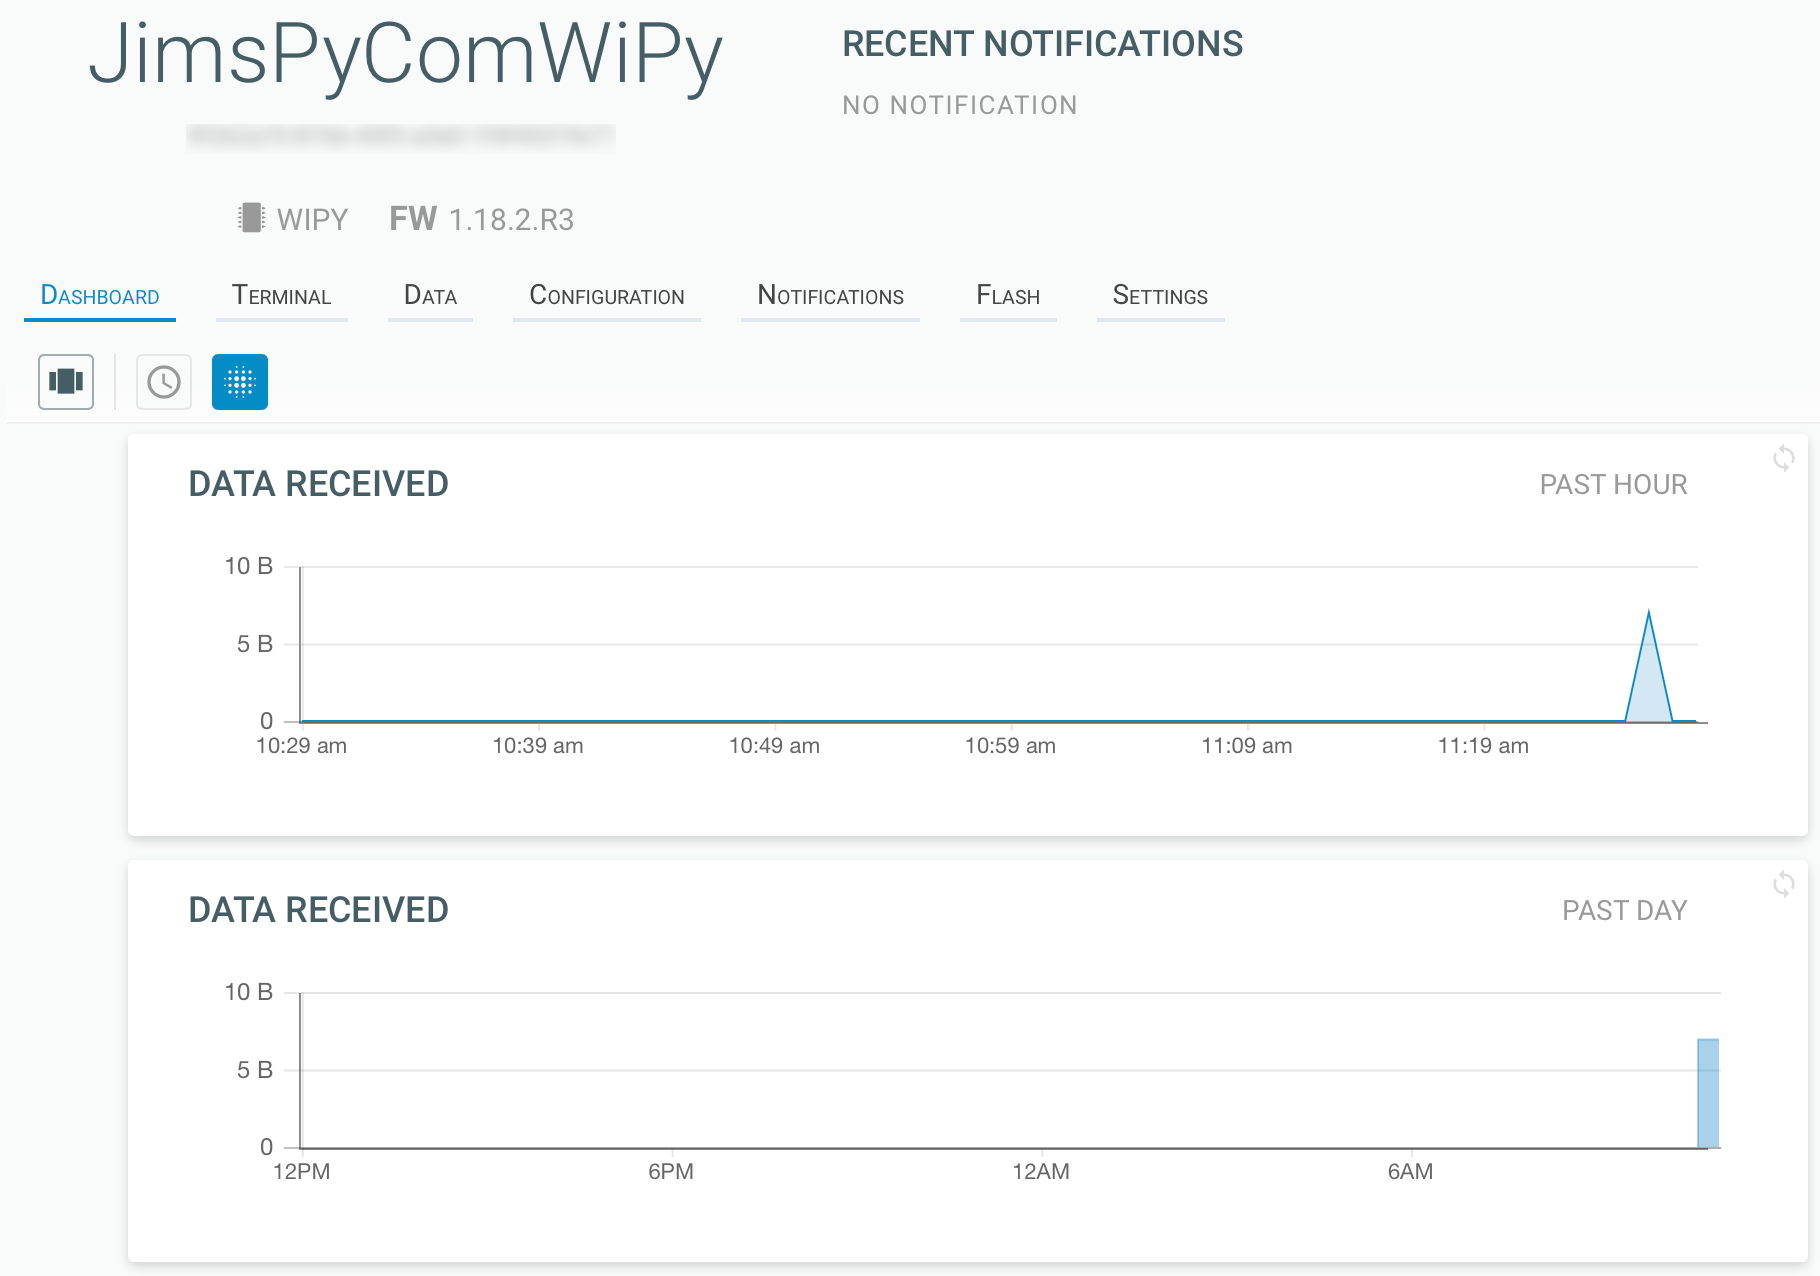 JimsPyComWiPy
RECENT NOTIFICATIONS
NO NOTIFICATION
WIPY FW 1.18.2.R3
Dashboard Terminal Data Configuration Notifications Flash Settings
DATA RECEIVED
PAST HOUR
10 B
5 B
0
10:29 am 10:39 am 10:49 am 10:59 am 11:09 am 11:19 am
DATA RECEIVED
PAST DAY
10 B
5 B
0
12PM 6PM 12AM 6AM